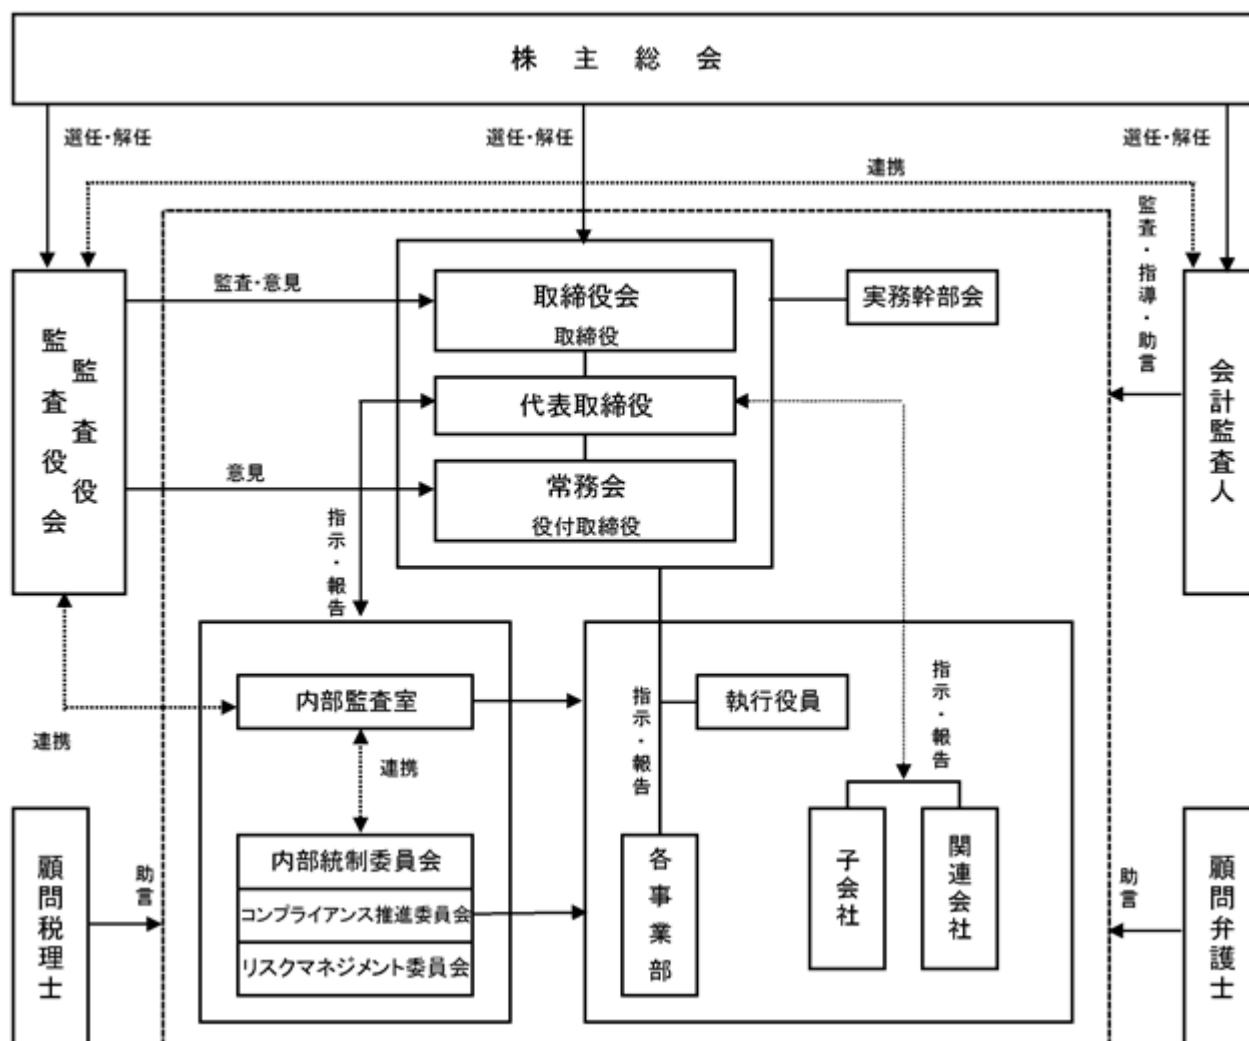 株主総会
選任・解任
選任・解任
選任・解任
連携
監査・指導・助言
監査・意見
取締役会
取締役
実務幹部会
監査役会
監査役
代表取締役
会計監査人
意見
常務会
役付取締役
指示・報告
内部監査室
執行役員
指示・報告
指示・報告
連携
連携
内部統制委員会
コンプライアンス推進委員会
リスクマネジメント委員会
各事業部
子会社
関連会社
顧問税理士
助言
助言
顧問弁護士